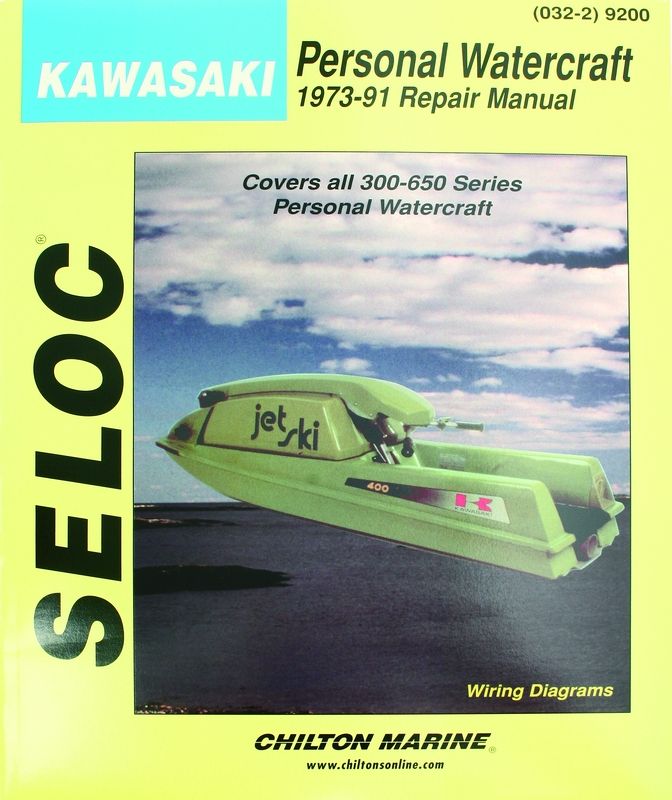 (032-2) 9200
KAWASAKI
Personal Watercraft
1973-91 Repair Manual
Covers all 300-650 Series
Personal Watercraft
SELOC®
jet
ski
400
KAWASAKI
Wiring Diagrams
CHILTON MARINE®
www.chiltonsonline.com